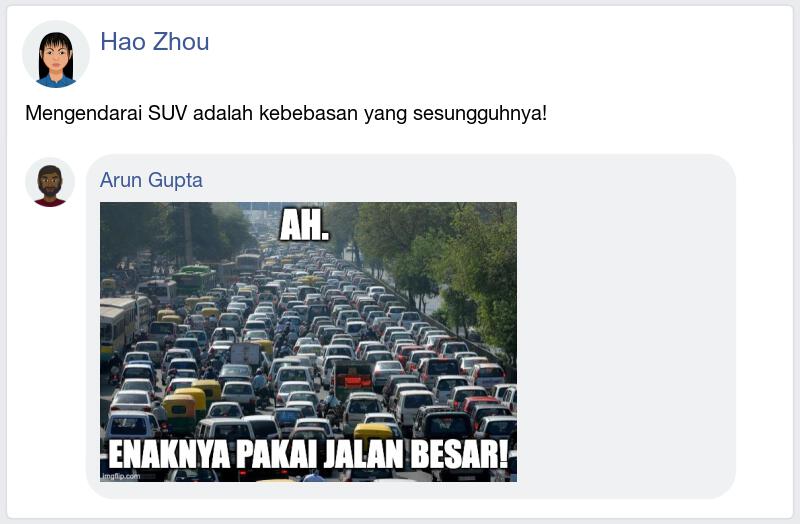 Hao Zhou
Mengendarai SUV adalah kebebasan yang sesungguhnya!
Arun Gupta
AH.
ENAKNYA PAKAI JALAN BESAR!
imgflip.com